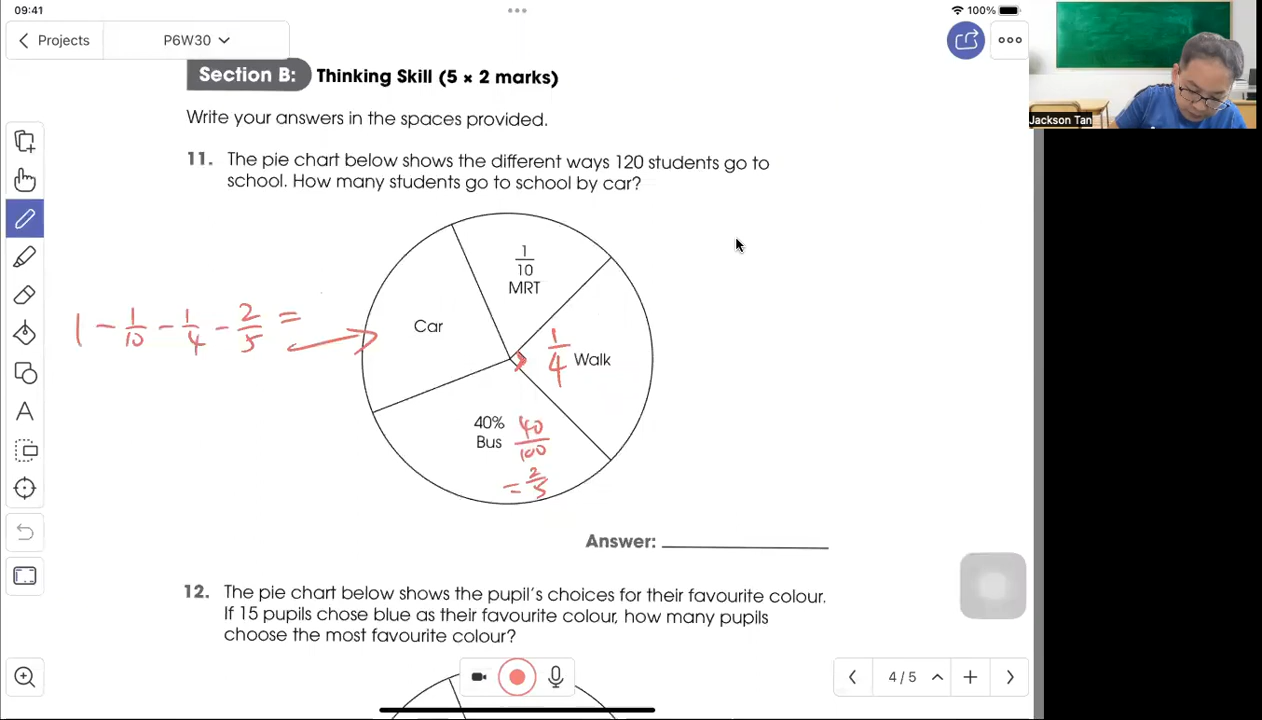 09:41
100%
Projects
P6W30
Section B: Thinking Skill (5 × 2 marks)
Jackson Tan
Write your answers in the spaces provided.
11. The pie chart below shows the different ways 120 students go to
school. How many students go to school by car?
1/10
MRT
1 - 1/10 - 1/4 - 2/5 =
Car
1/4 Walk
40%
Bus
40/100
= 2/5
A
Answer:
12. The pie chart below shows the pupil's choices for their favourite colour.
If 15 pupils chose blue as their favourite colour, how many pupils
choose the most favourite colour?
4/5